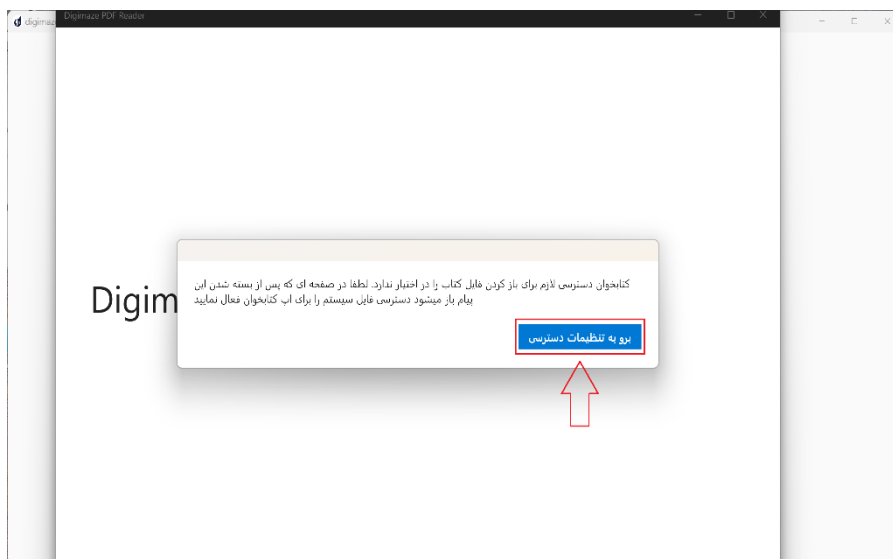 digimaz
Digimaze PDF Reader
Digim
کتابخوان دسترسی لازم برای باز کردن فایل کتاب را در اختیار ندارد. لطفا در صفحه ای که پس از بسته شدن این
پیام باز میشود دسترسی فایل سیستم را برای اپ کتابخوان فعال نمایید
برو به تنظیمات دسترسی